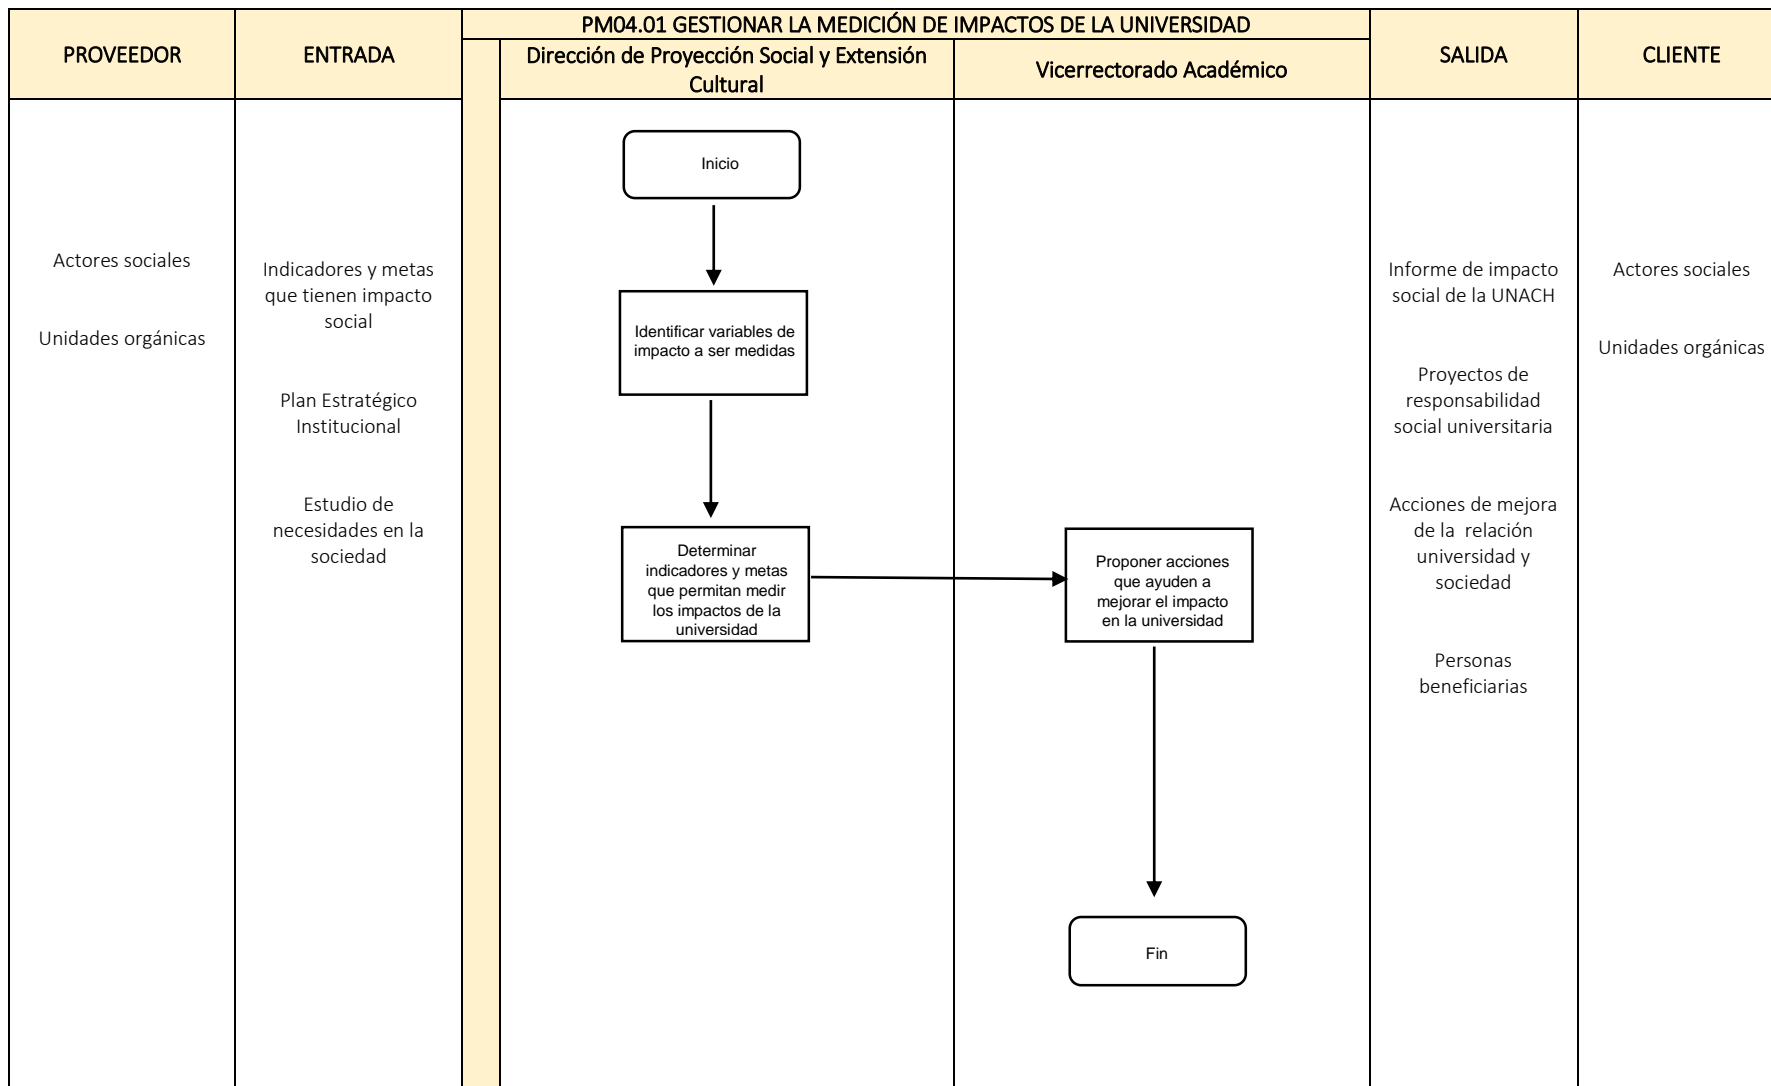 PROVEEDOR
ENTRADA
PM04.01 GESTIONAR LA MEDICIÓN DE IMPACTOS DE LA UNIVERSIDAD
Dirección de Proyección Social y Extensión
Cultural
Vicerrectorado Académico
SALIDA
CLIENTE
Actores sociales
Unidades orgánicas
Indicadores y metas
que tienen impacto
social
Plan Estratégico
Institucional
Estudio de
necesidades en la
sociedad
Inicio
Identificar variables de
impacto a ser medidas
Determinar
indicadores y metas
que permitan medir
los impactos de la
universidad
Proponer acciones
que ayuden a
mejorar el impacto
en la universidad
Fin
Informe de impacto
social de la UNACH
Proyectos de
responsabilidad
social universitaria
Acciones de mejora
de la  relación
universidad y
sociedad
Personas
beneficiarias
Actores sociales
Unidades orgánicas